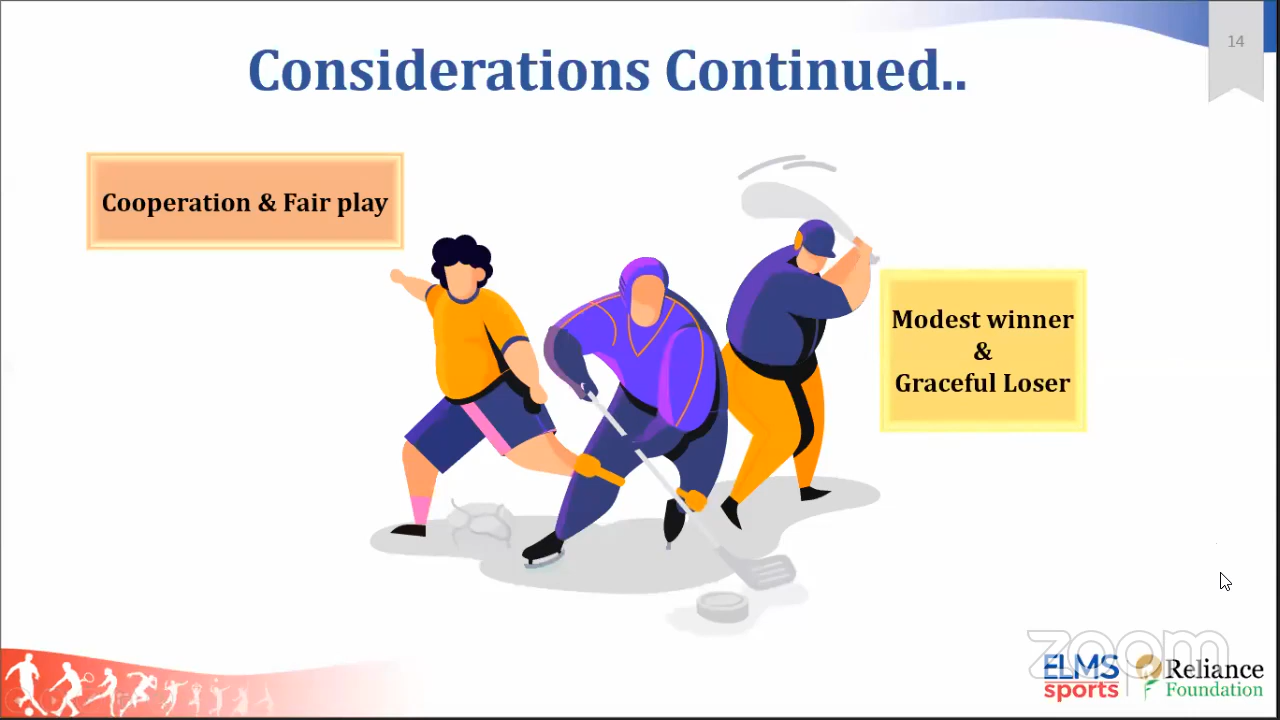 14
Considerations Continued..
Cooperation & Fair play
Modest winner
&
Graceful Loser
zoom
ELMS
sports
Reliance
Foundation